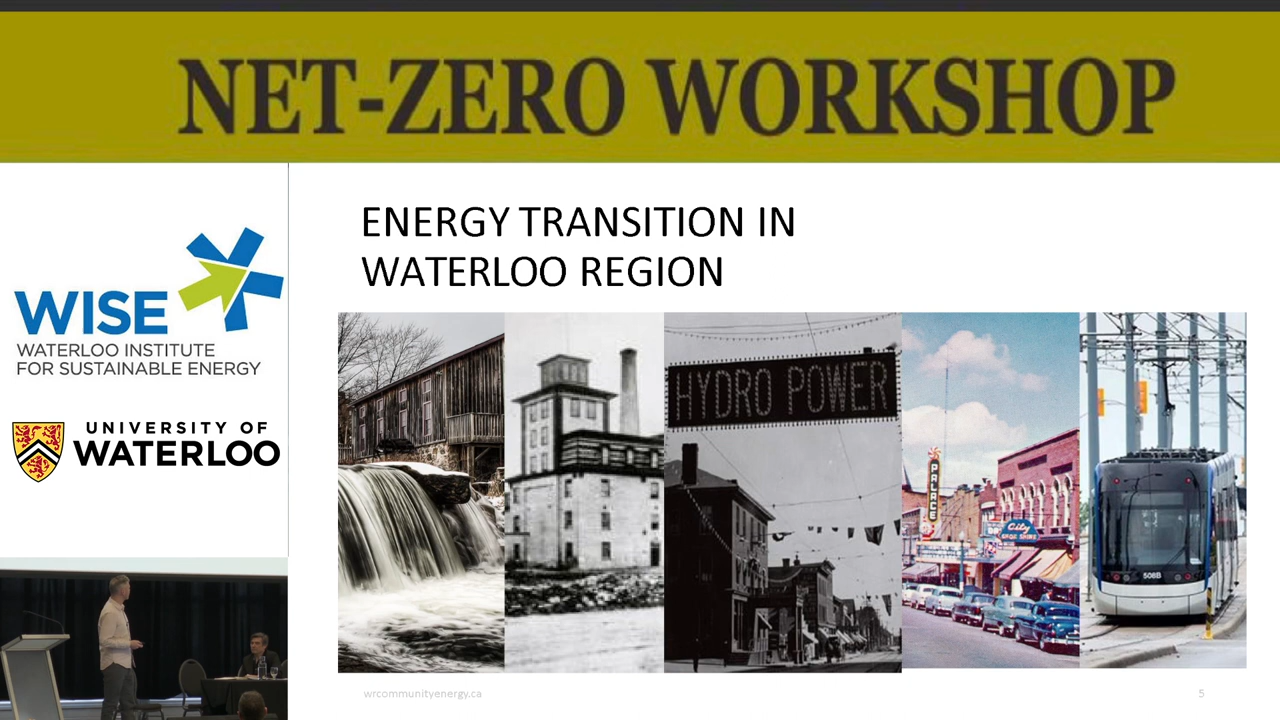 NET-ZERO WORKSHOP
WISE
WATERLOO INSTITUTE
FOR SUSTAINABLE ENERGY
UNIVERSITY OF
WATERLOO
ENERGY TRANSITION IN
WATERLOO REGION
HYDRO POWER
PALACE
City
508B
wrcommunityenergy.ca
5